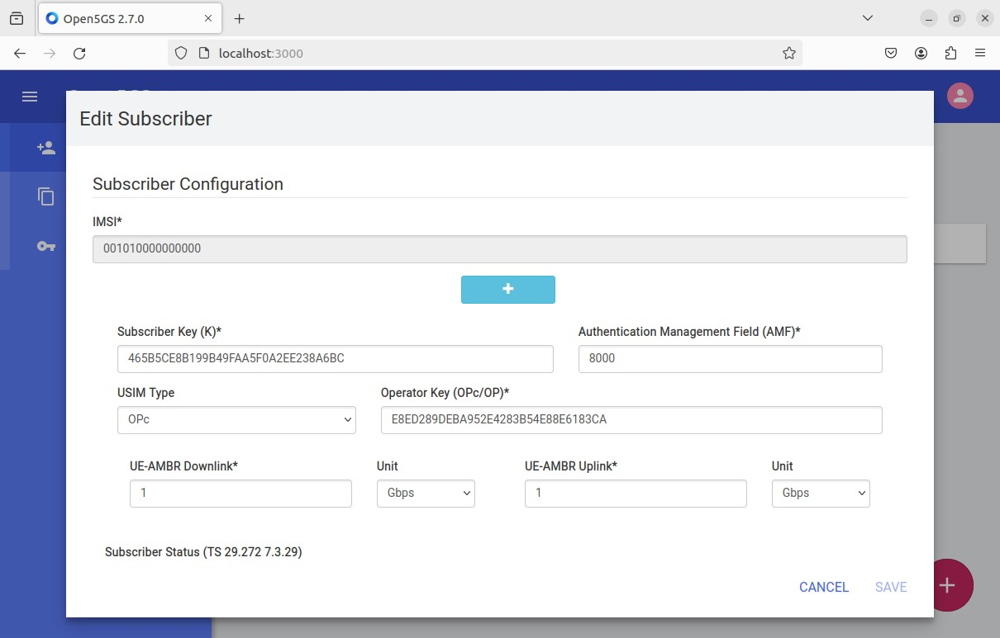 Open5GS 2.7.0
localhost:3000
Edit Subscriber
Subscriber Configuration
IMSI*
001010000000000
Subscriber Key (K)* Authentication Management Field (AMF)*
465B5CE8B199B49FAA5F0A2EE238A6BC 8000
USIM Type Operator Key (OPc/OP)*
OPc E8ED289DEBA952E4283B54E88E6183CA
UE-AMBR Downlink* Unit UE-AMBR Uplink* Unit
1 Gbps 1 Gbps
Subscriber Status (TS 29.272 7.3.29)
CANCEL SAVE